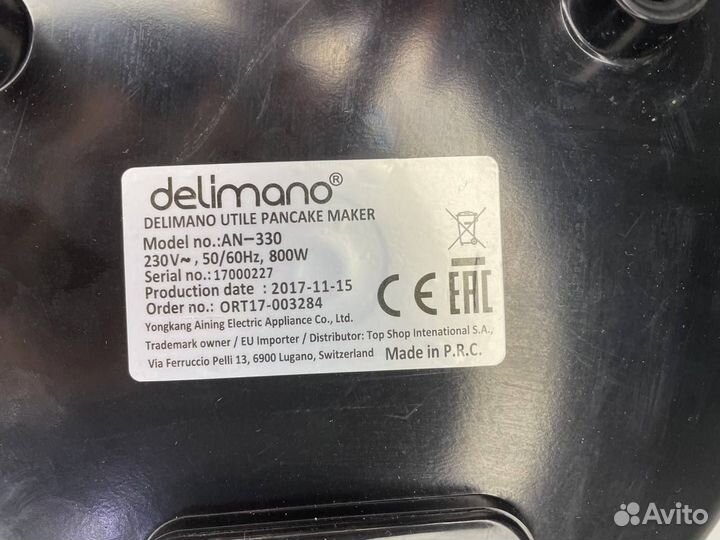 delimano®
DELIMANO UTILE PANCAKE MAKER
Model no.:AN-330
230V~, 50/60Hz, 800W
Serial no.:17000227
Production date : 2017-11-15
Order no.: ORT17-003284
CE EAC
Yongkang Aining Electric Appliance Co., Ltd.
Trademark owner / EU Importer / Distributor: Top Shop Intenational S.A.,
Via Ferruccio Pelli 13, 6900 Lugano, Switzerland Made in P.R.C.
Avito